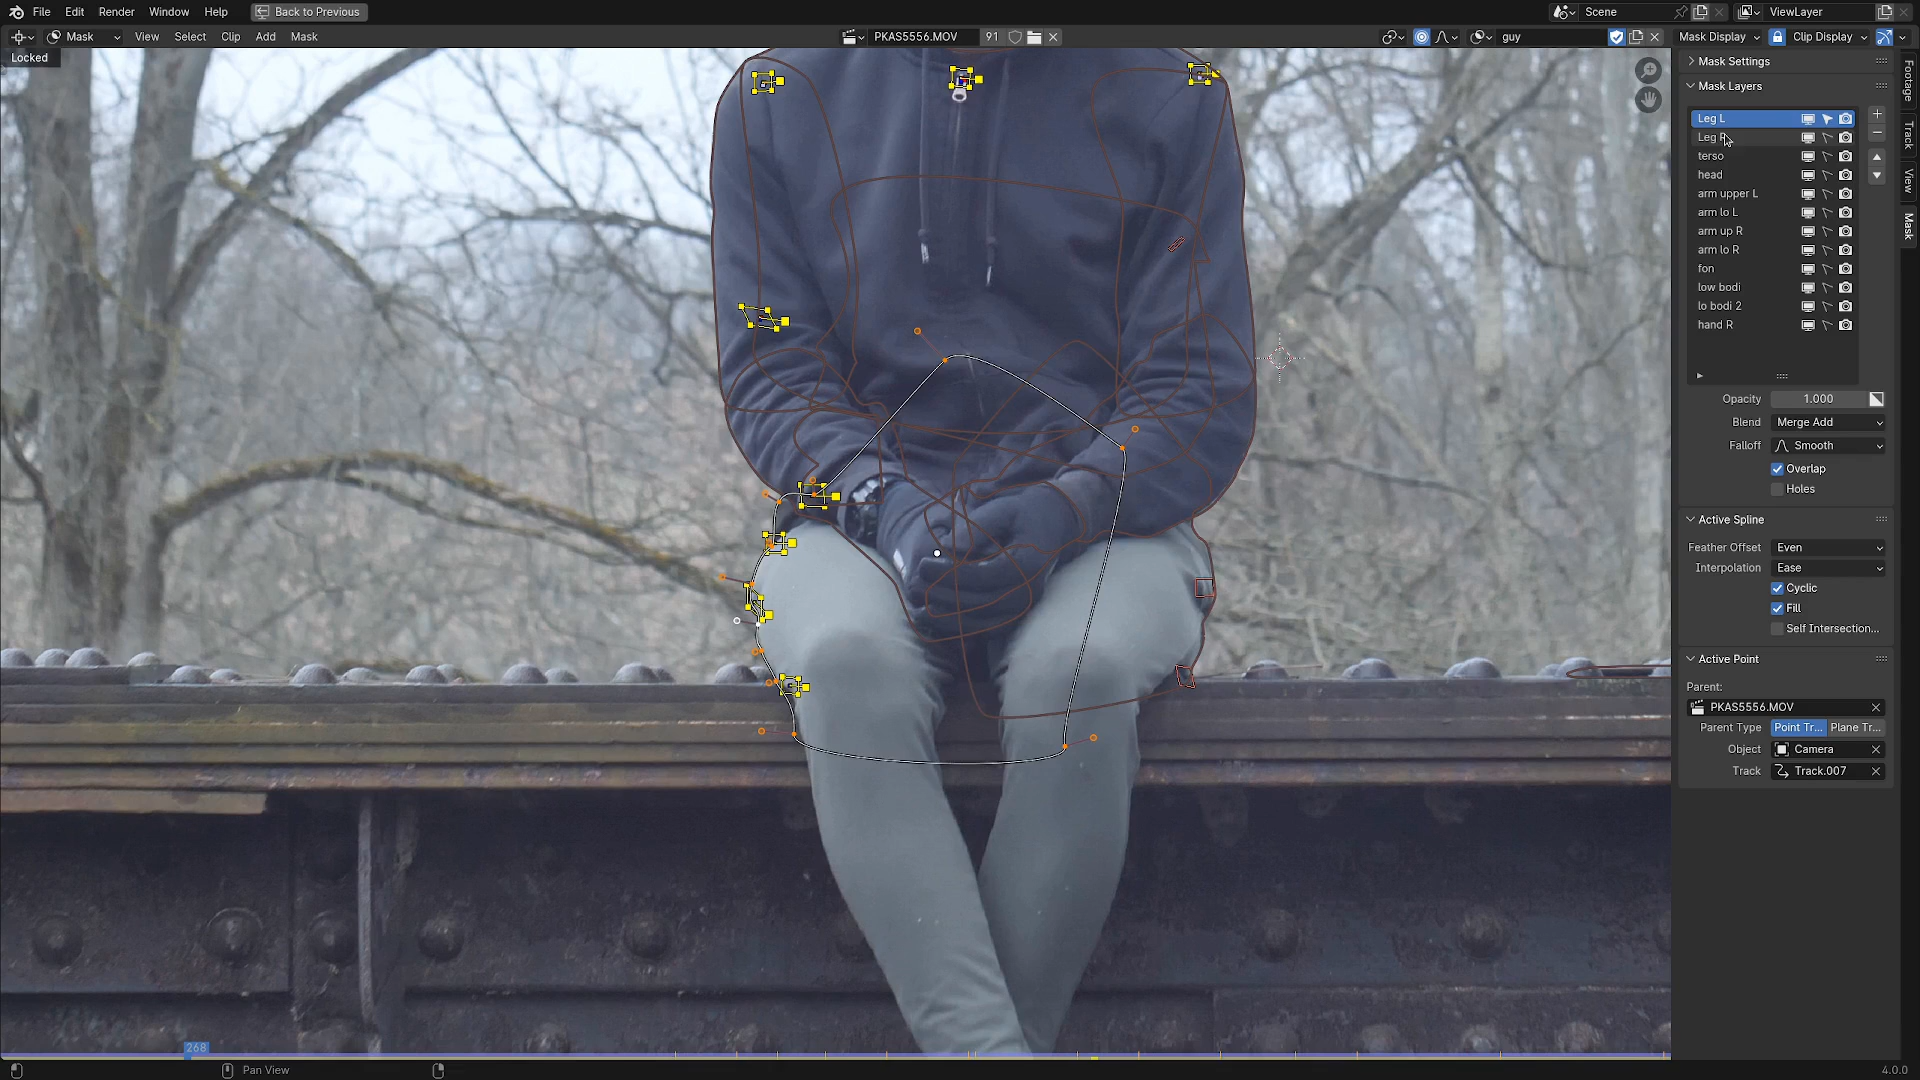 File Edit Render Window Help Back to Previous Scene ViewLayer
Mask View Select Clip Add Mask PKAS5556.MOV 91 guy Mask Display Clip Display
Locked
Mask Settings
Mask Layers
Leg L
Leg
terso
head
arm upper L
arm lo L
arm up R
arm lo R
fon
low bodi
lo bodi 2
hand R
Opacity 1.000
Blend Merge Add
Falloff Smooth
Overlap
Holes
Active Spline
Feather Offset Even
Interpolation Ease
Cyclic
Fill
Self Intersection...
Active Point
Parent:
PKAS5556.MOV
Parent Type Point Tr... Plane Tr...
Object Camera
Track Track.007
Footage
Track
View
Mask
268
Pan View 4.0.0